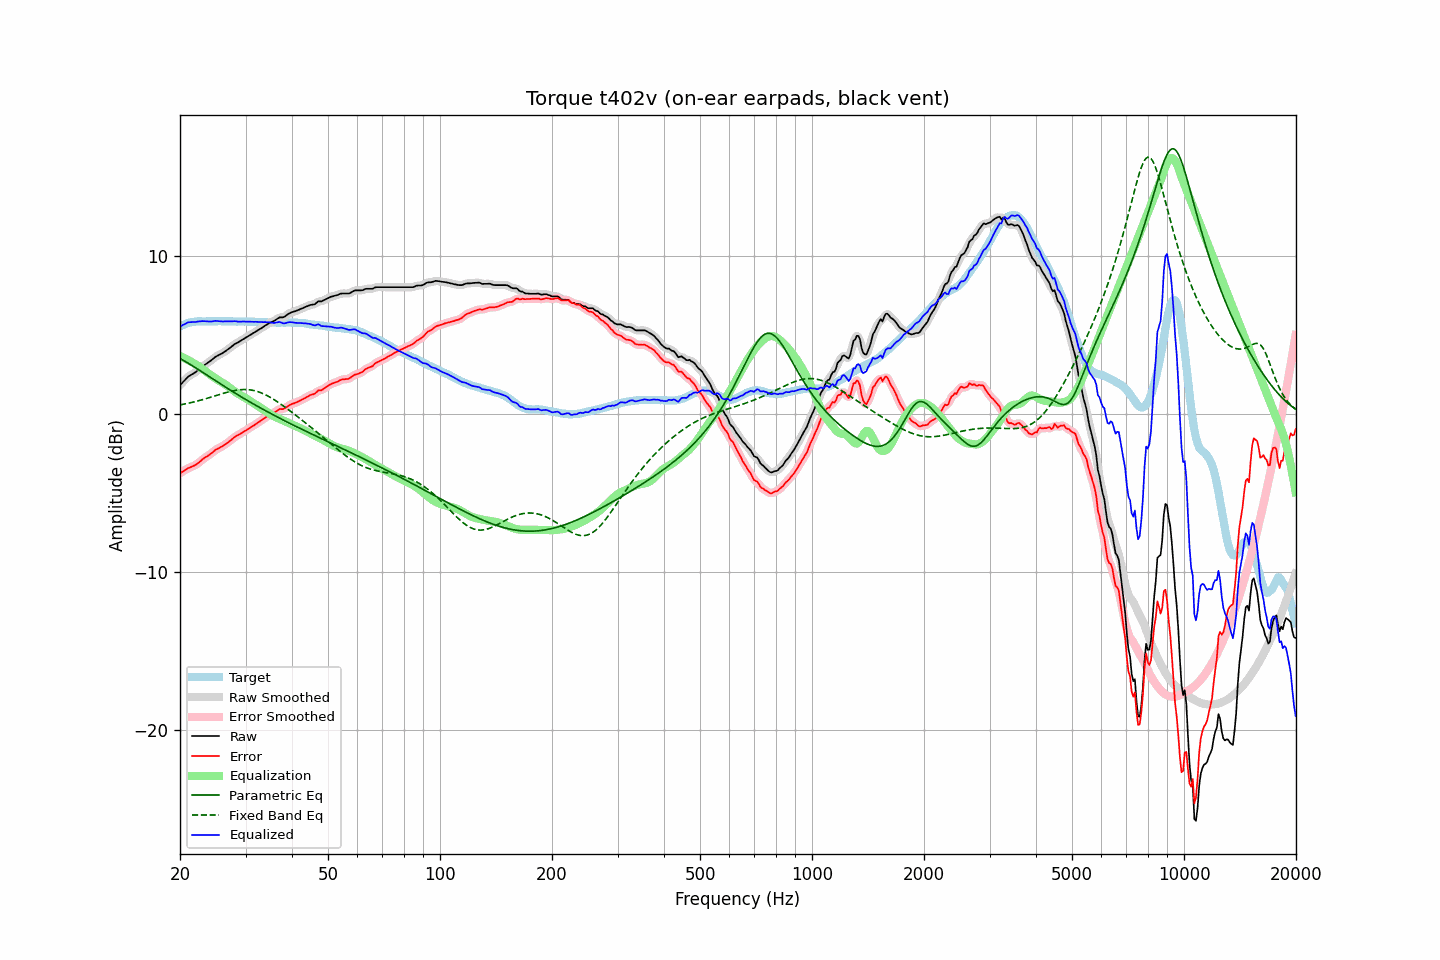 Torque t402v (on-ear earpads, black vent)
Amplitude (dBr)
10
0
−10
−20
Target
Raw Smoothed
Error Smoothed
Raw
Error
Equalization
Parametric Eq
Fixed Band Eq
Equalized
20 50 100 200 500 1000 2000 5000 10000 20000
Frequency (Hz)